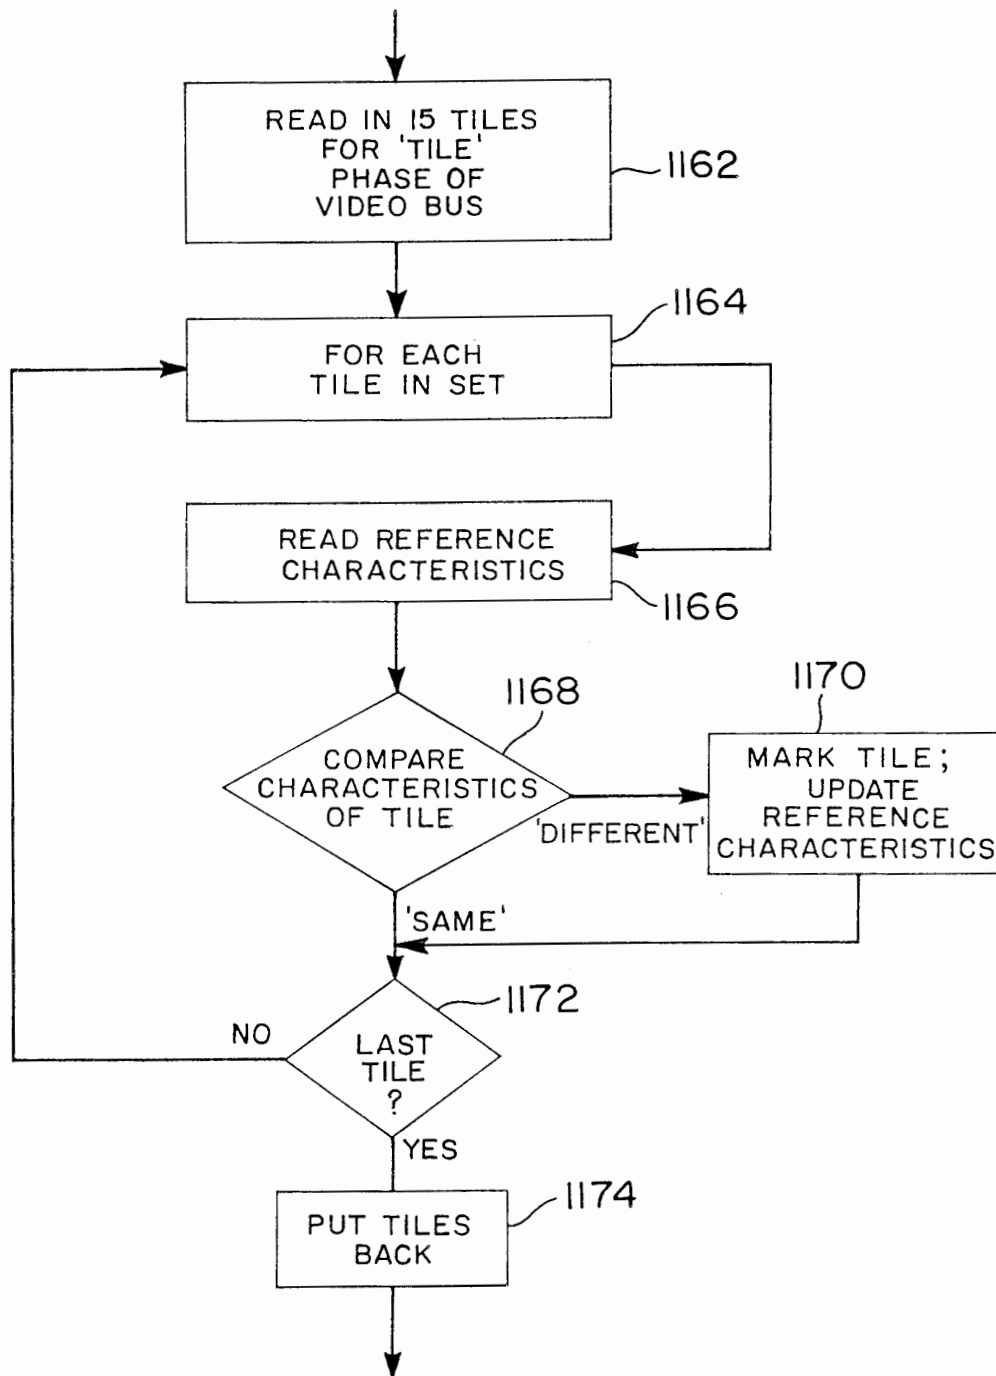 READ IN 15 TILES
FOR 'TILE'
PHASE OF
VIDEO BUS
1162
1164
FOR EACH
TILE IN SET
READ REFERENCE
CHARACTERISTICS
1166
1168
COMPARE
CHARACTERISTICS
OF TILE
'DIFFERENT'
1170
MARK TILE;
UPDATE
REFERENCE
CHARACTERISTICS
'SAME'
1172
NO
LAST
TILE
?
YES
1174
PUT TILES
BACK